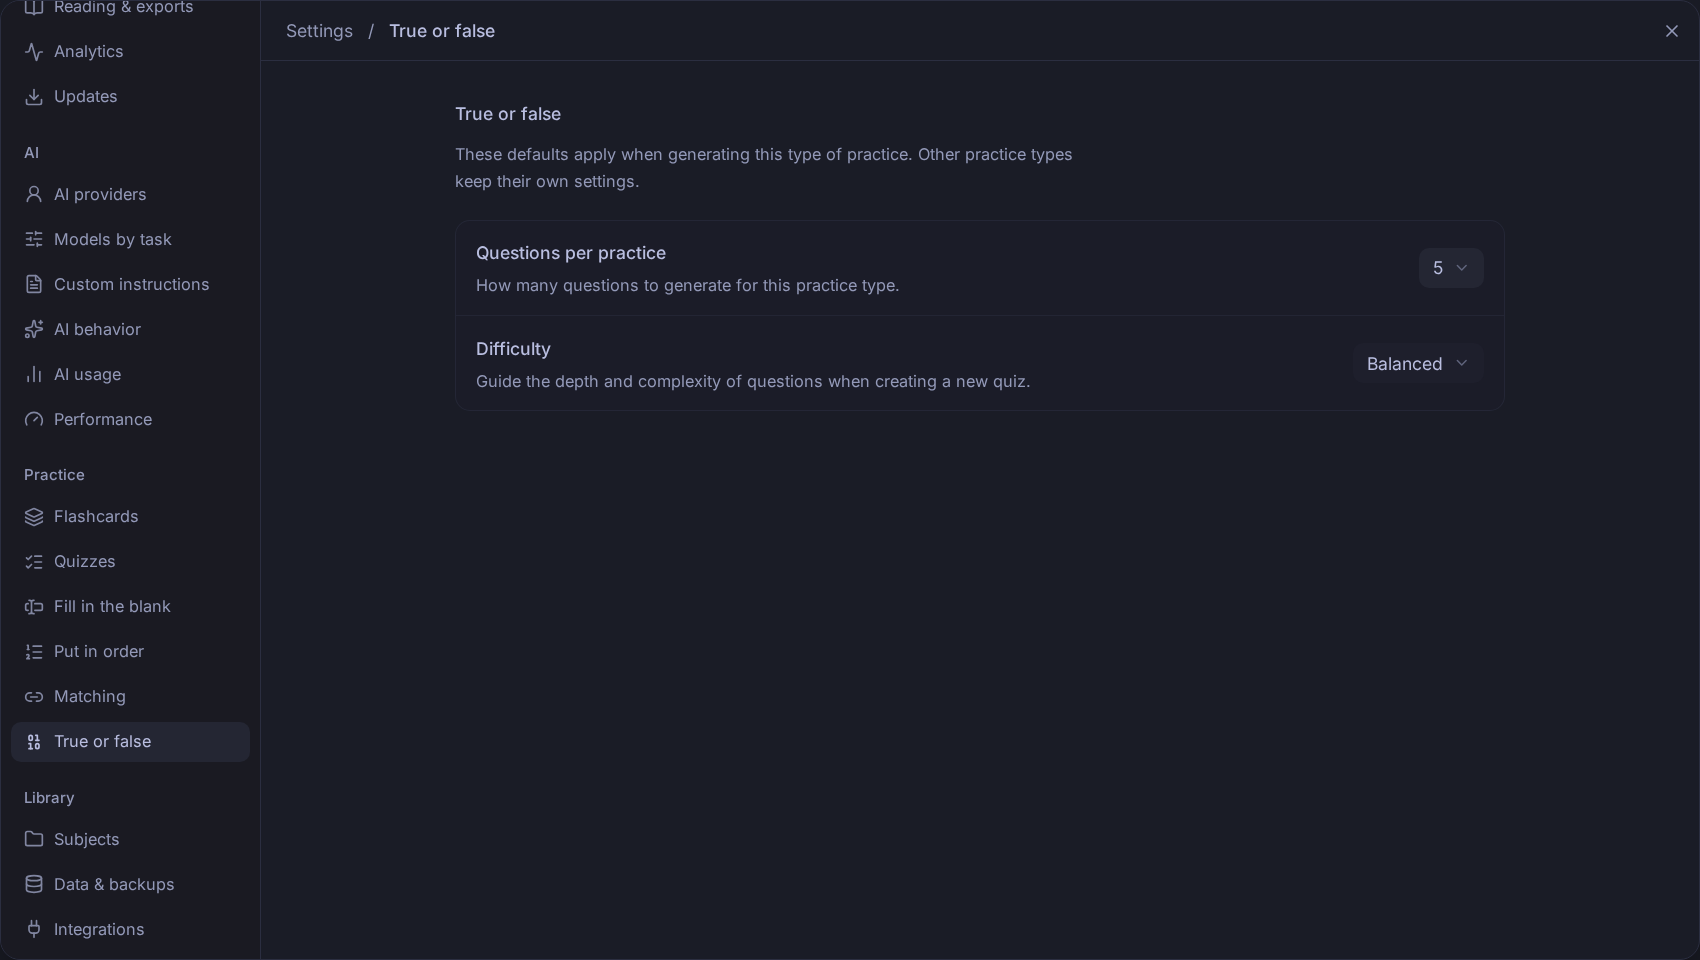 Reading & exports
Analytics
Updates
AI
AI providers
Models by task
Custom instructions
AI behavior
AI usage
Performance
Practice
Flashcards
Quizzes
Fill in the blank
Put in order
Matching
True or false
Library
Subjects
Data & backups
Integrations
Settings / True or false
True or false
These defaults apply when generating this type of practice. Other practice types
keep their own settings.
Questions per practice
How many questions to generate for this practice type.
5
Difficulty
Guide the depth and complexity of questions when creating a new quiz.
Balanced